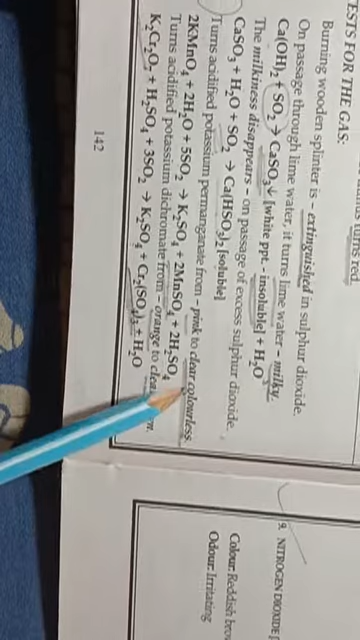 turns red
ESTS FOR THE GAS:
Burning wooden splinter is - extinguished in sulphur dioxide.
On passage through lime water, it turns lime water - milky.
Ca(OH)₂ + SO₂ → CaSO₃↓ [white ppt. - insoluble] + H₂O
The milkiness disappears - on passage of excess sulphur dioxide.
CaSO₃ + H₂O + SO₂ → Ca(HSO₃)₂ [soluble]
Turns acidified potassium permanganate from - pink to clear colourless.
2KMnO₄ + 2H₂O + 5SO₂ → K₂SO₄ + 2MnSO₄ + 2H₂SO₄
Turns acidified potassium dichromate from - orange to clear
K₂Cr₂O₇ + H₂SO₄ + 3SO₂ → K₂SO₄ + Cr₂(SO₄)₃ + H₂O
142
9. NITROGEN DIOXIDE [
Colour: Reddish brow
Odour: Irritating